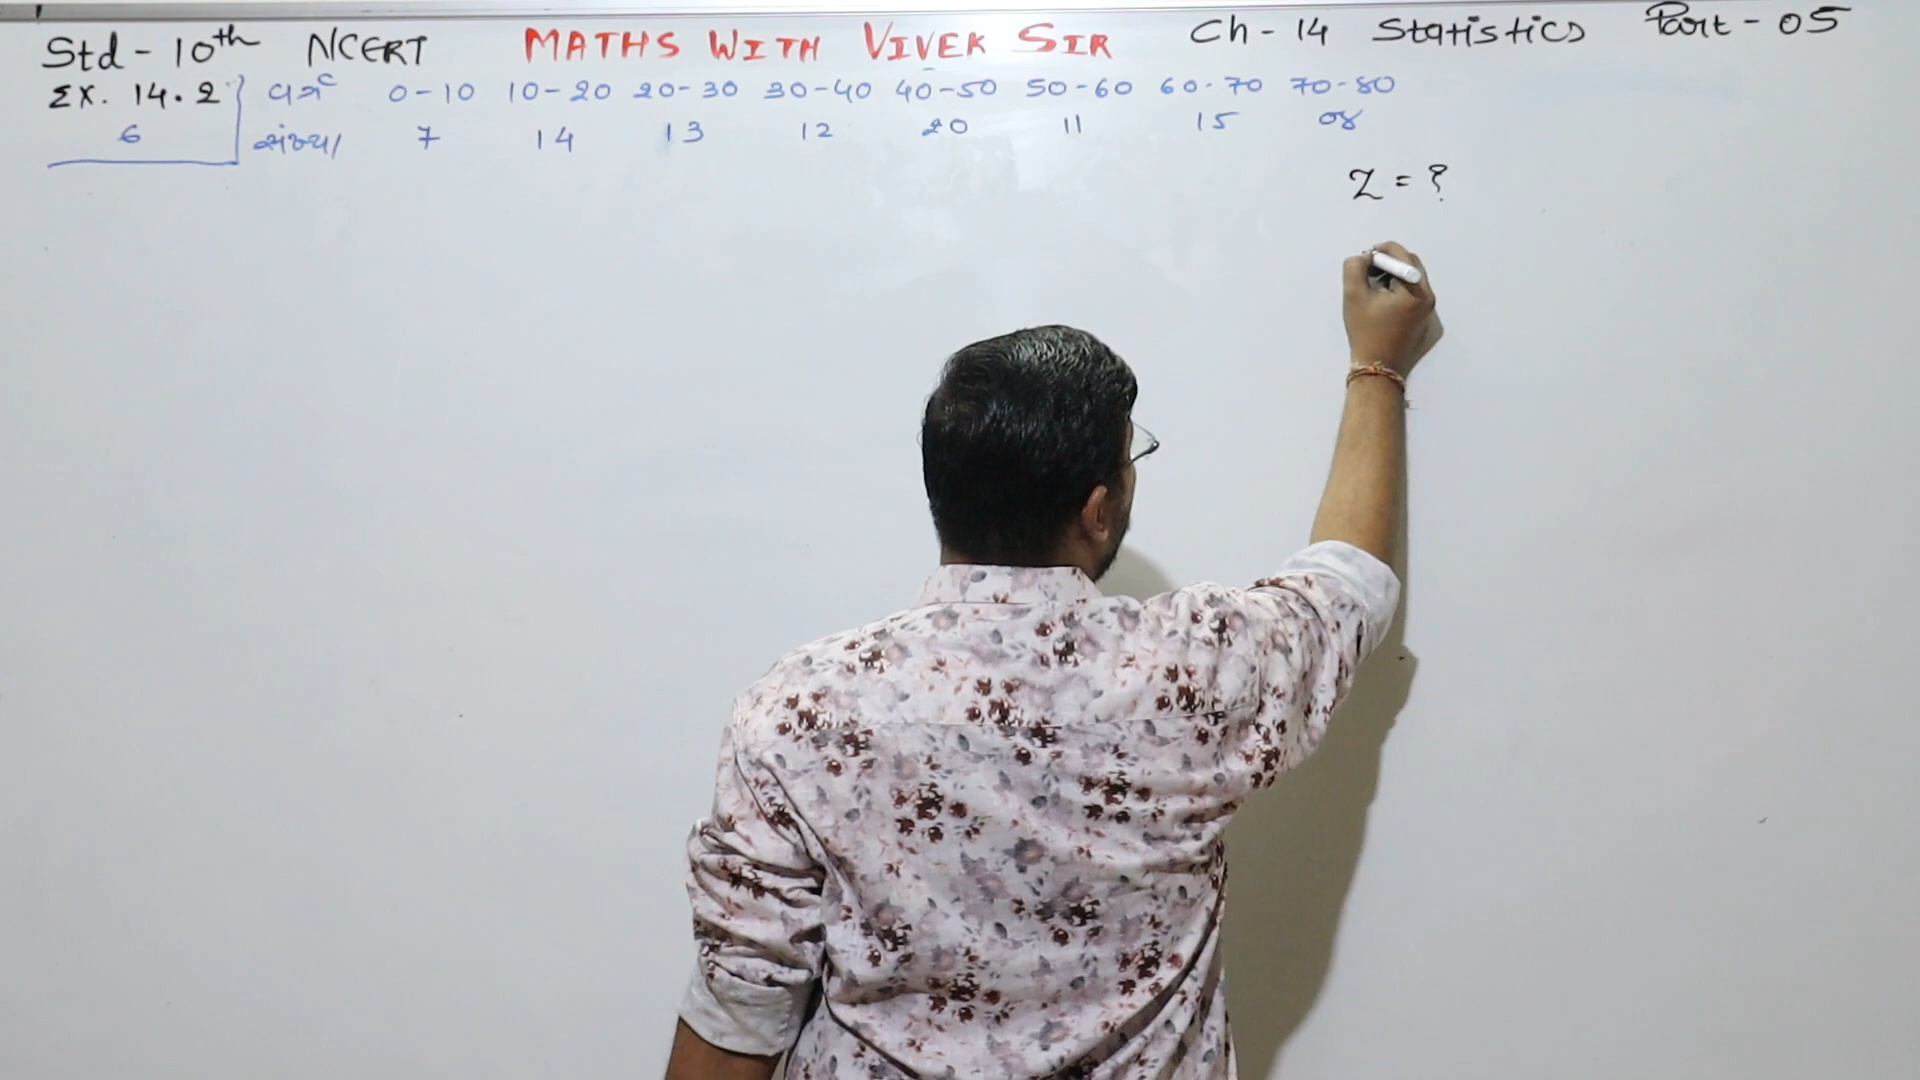 Std - 10th NCERT MATHS WITH VIVEK SIR Ch - 14 Statistics Part - 05
Ex. 14.2 વર્ગ 0-10 10-20 20-30 30-40 40-50 50-60 60-70 70-80
6 સંખ્યા 7 14 13 12 20 11 15 08
Z = ?